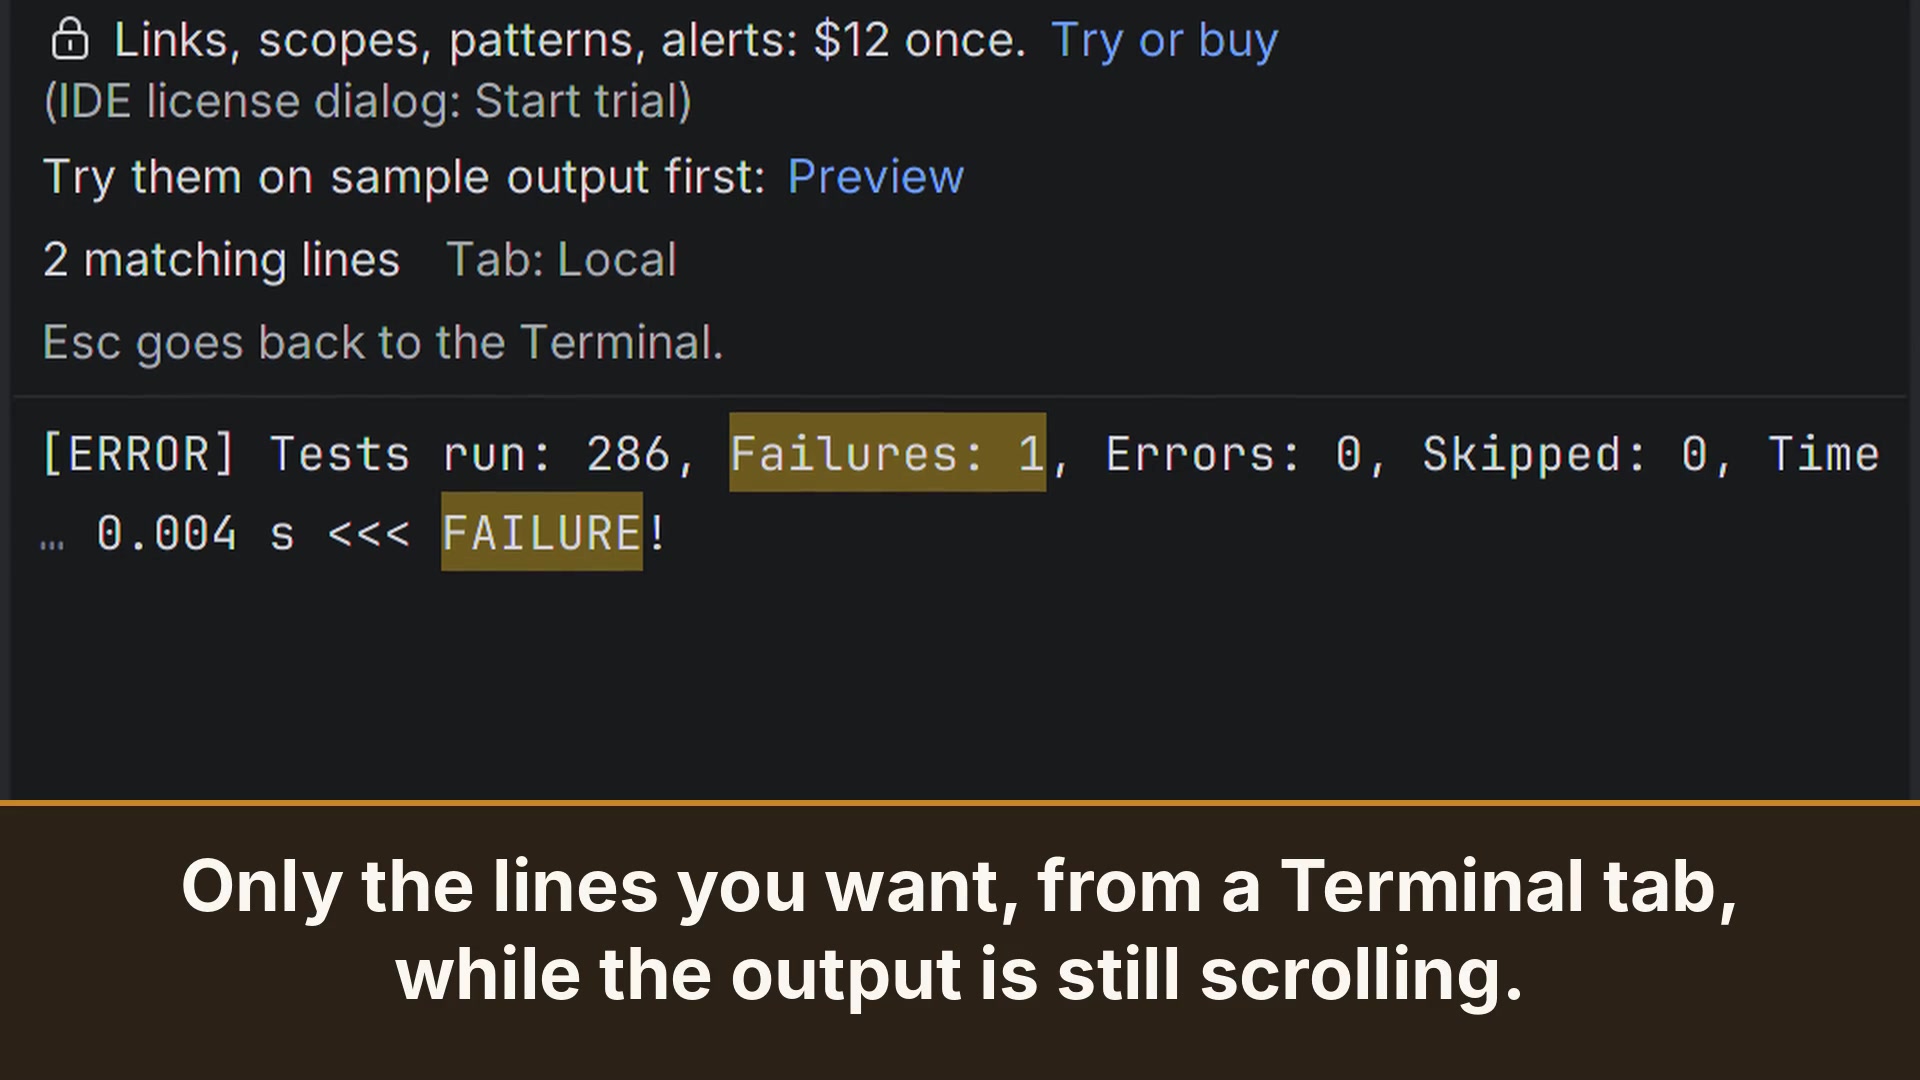 Links, scopes, patterns, alerts: $12 once. Try or buy
(IDE license dialog: Start trial)
Try them on sample output first: Preview
2 matching lines Tab: Local
Esc goes back to the Terminal.
[ERROR] Tests run: 286, Failures: 1, Errors: 0, Skipped: 0, Time
… 0.004 s <<< FAILURE!
Only the lines you want, from a Terminal tab,
while the output is still scrolling.